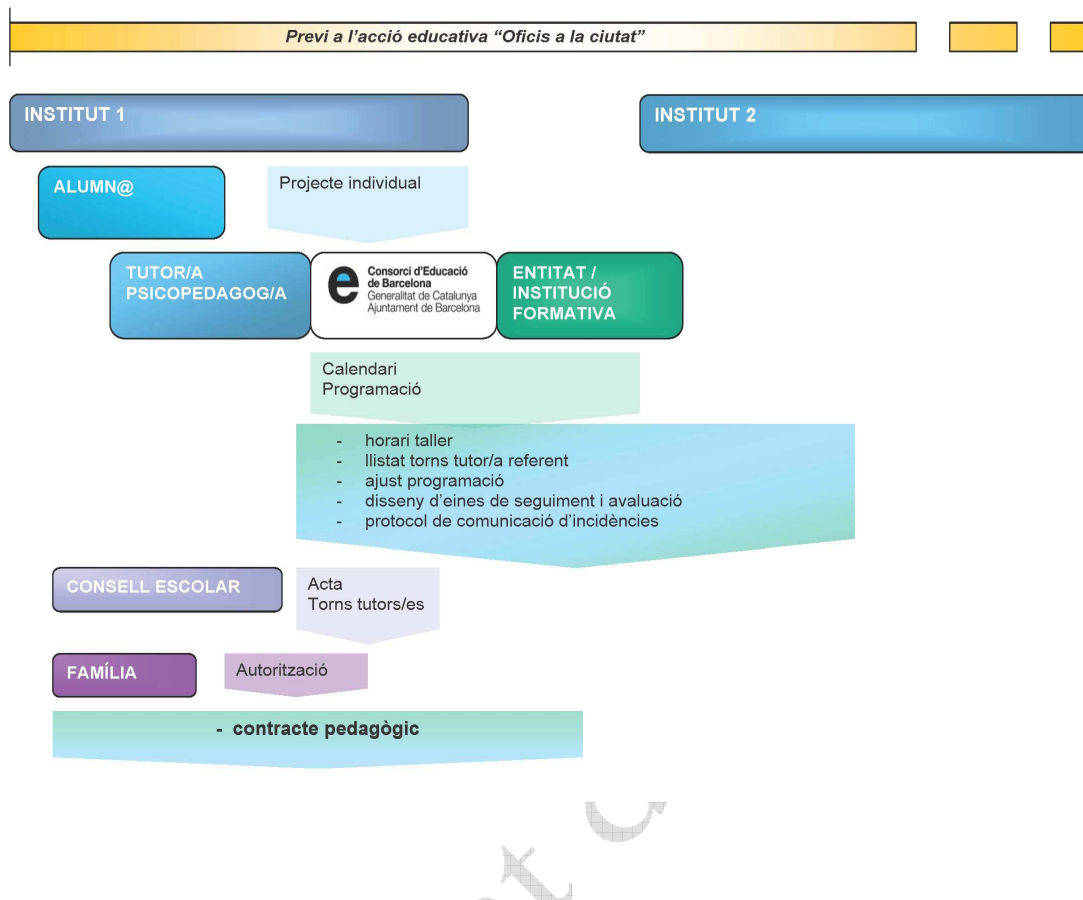 Previ a l'acció educativa “Oficis a la ciutat”
INSTITUT 1
INSTITUT 2
ALUMN@
Projecte individual
TUTOR/A
PSICOPEDAGOG/A
Consorci d'Educació
de Barcelona
Generalitat de Catalunya
Ajuntament de Barcelona
ENTITAT /
INSTITUCIÓ
FORMATIVA
Calendari
Programació
- horari taller
- llistat torns tutor/a referent
- ajust programació
- disseny d'eines de seguiment i avaluació
- protocol de comunicació d'incidències
CONSELL ESCOLAR
Acta
Torns tutors/es
FAMÍLIA
Autorització
- contracte pedagògic